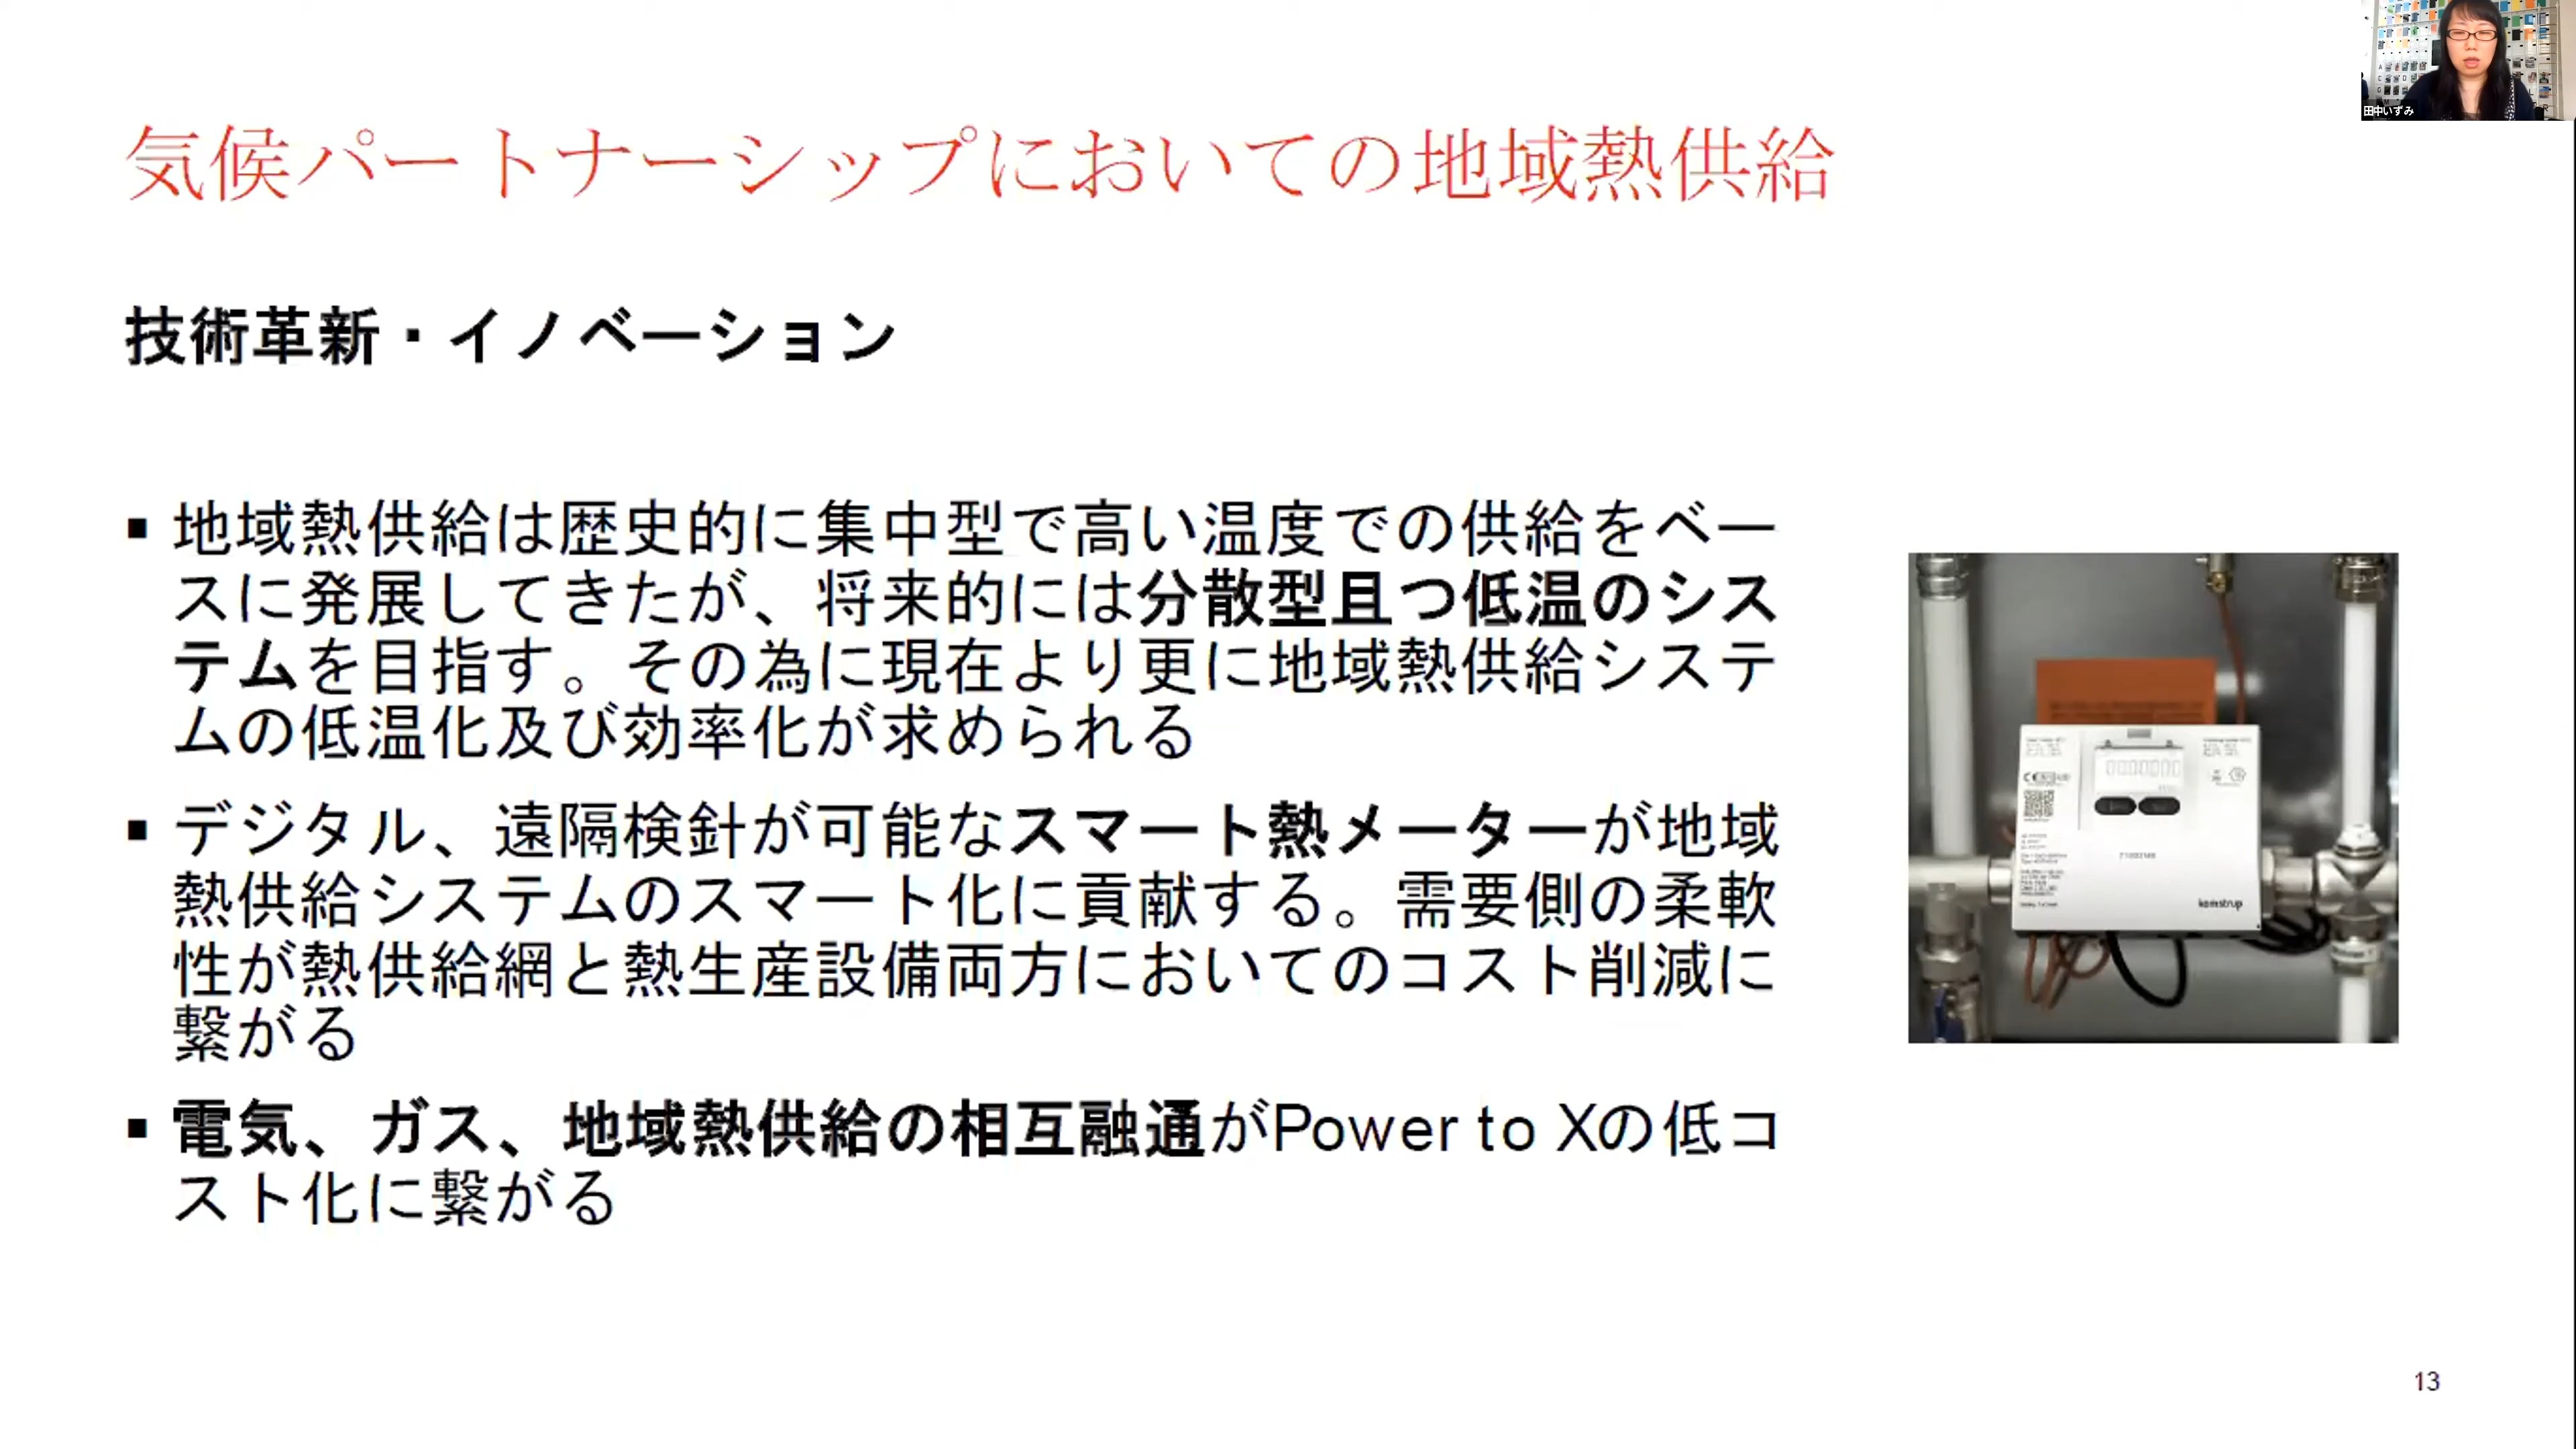 田中いずみ
気候パートナーシップにおいての地域熱供給
技術革新・イノベーション
▪ 地域熱供給は歴史的に集中型で高い温度での供給をベー
スに発展してきたが、将来的には分散型且つ低温のシス
テムを目指す。その為に現在より更に地域熱供給システ
ムの低温化及び効率化が求められる
▪ デジタル、遠隔検針が可能なスマート熱メーターが地域
熱供給システムのスマート化に貢献する。需要側の柔軟
性が熱供給網と熱生産設備両方においてのコスト削減に
繋がる
▪ 電気、ガス、地域熱供給の相互融通がPower to Xの低コ
スト化に繋がる
kamstrup
13